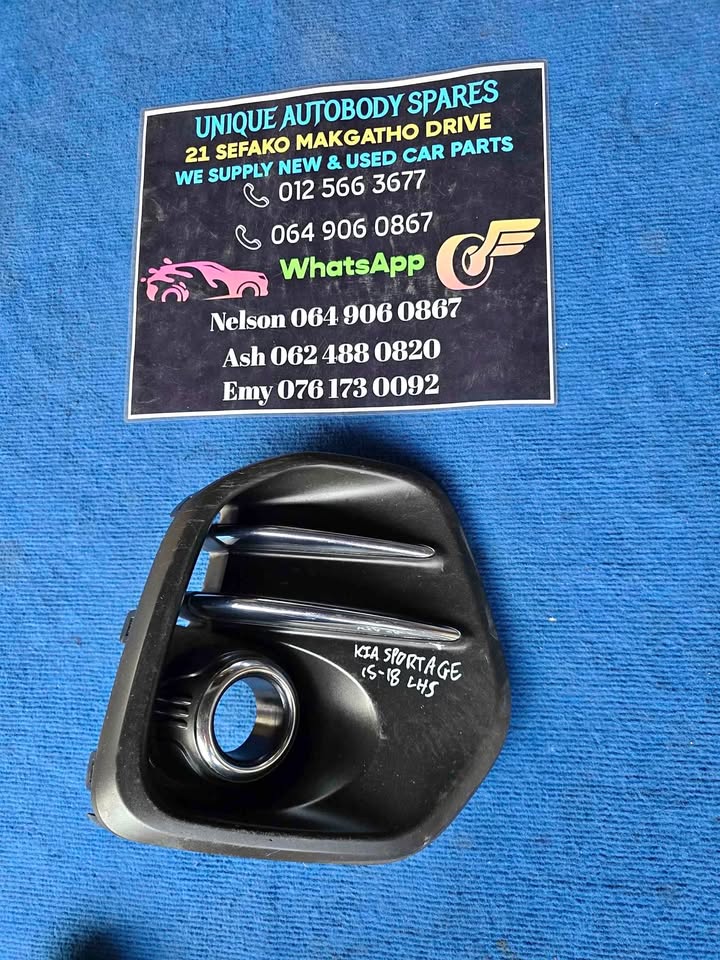 UNIQUE AUTOBODY SPARES
21 SEFAKO MAKGATHO DRIVE
WE SUPPLY NEW & USED CAR PARTS
012 566 3677
064 906 0867
WhatsApp
Nelson 064 906 0867
Ash 062 488 0820
Emy 076 173 0092
KIA SPORTAGE
15-18 LHS